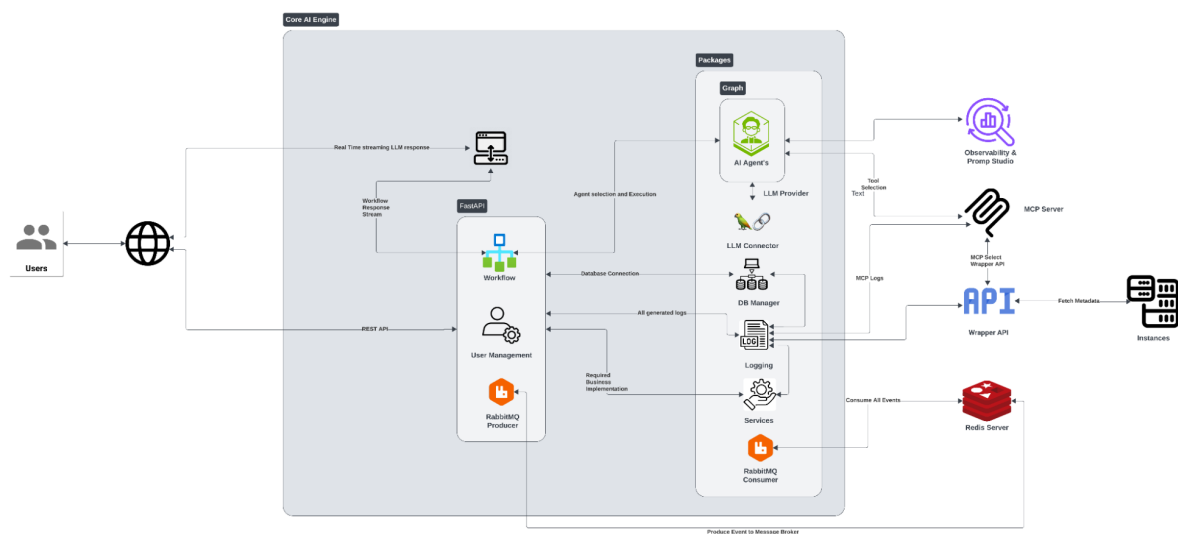 Core AI Engine
Packages
Graph
AI Agent's
Observability &
Promp Studio
Real Time streaming LLM response
Tool
Selection
LLM Provider
Text
Agent selection and Execution
Workflow
Response
Stream
FastAPI
MCP Server
Users
LLM Connector
MCP Select
Wrapper API
Workflow
Database Connection
MCP Logs
DB Manager
API
Fetch Metadata
All generated logs
REST API
LOG
Wrapper API
Instances
User Management
Logging
Required
Business
Implementation
Consume All Events
Services
RabbitMQ
Producer
Redis Server
RabbitMQ
Consumer
Produce Event to Message Broker